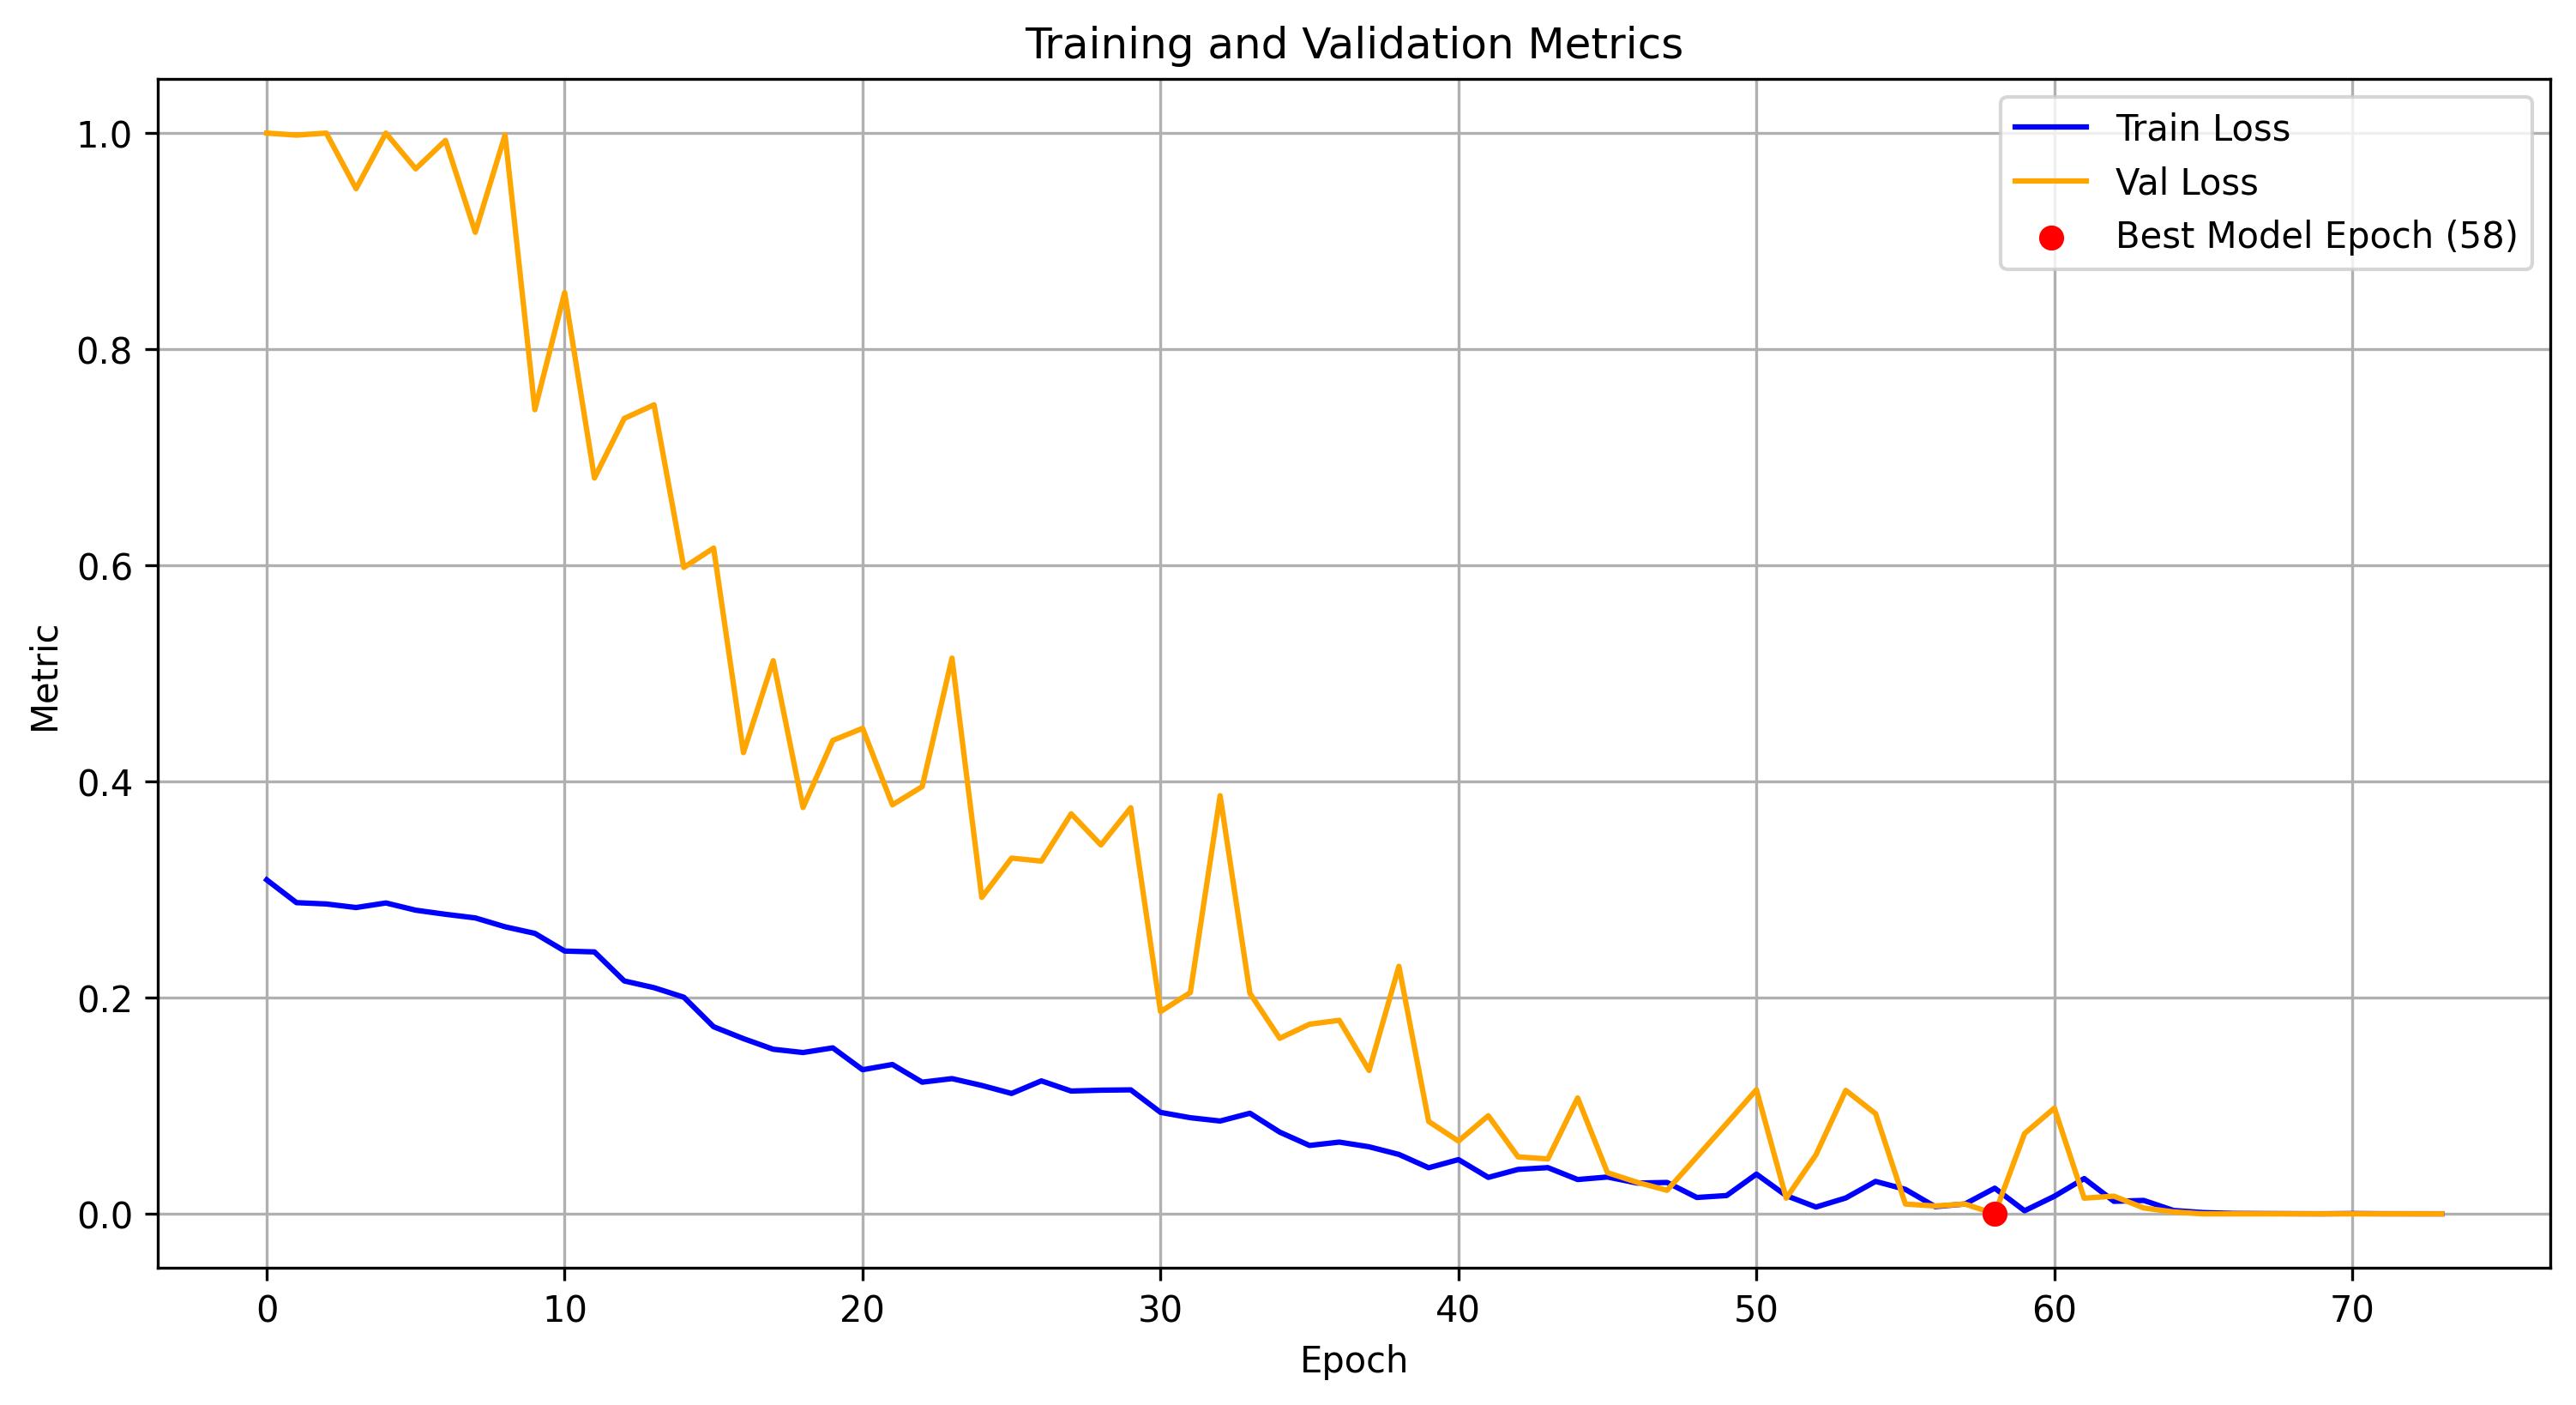 Training and Validation Metrics
Train Loss
Val Loss
Best Model Epoch (58)
1.0
0.8
0.6
0.4
0.2
0.0
Metric
0 10 20 30 40 50 60 70
Epoch